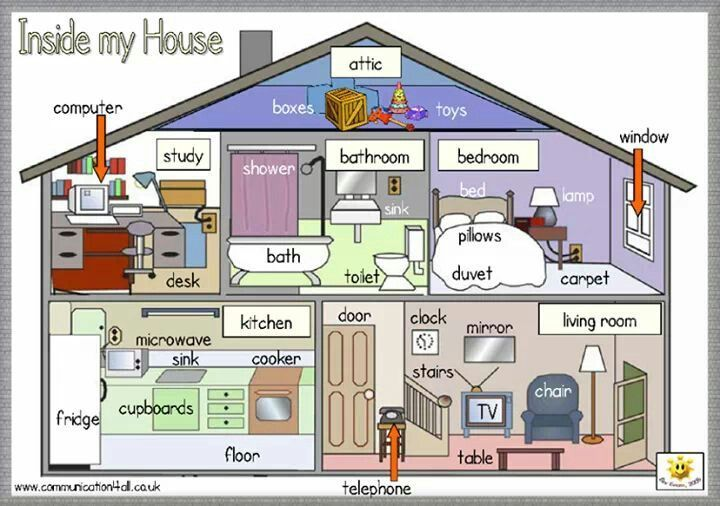 Inside my House
attic
boxes
toys
computer
window
study
shower
bathroom
bedroom
bed
lamp
sink
pillows
bath
toilet
duvet
carpet
desk
kitchen
door
clock
mirror
living room
microwave
sink
cooker
stairs
chair
fridge
cupboards
TV
floor
table
telephone
www.communication4all.co.uk